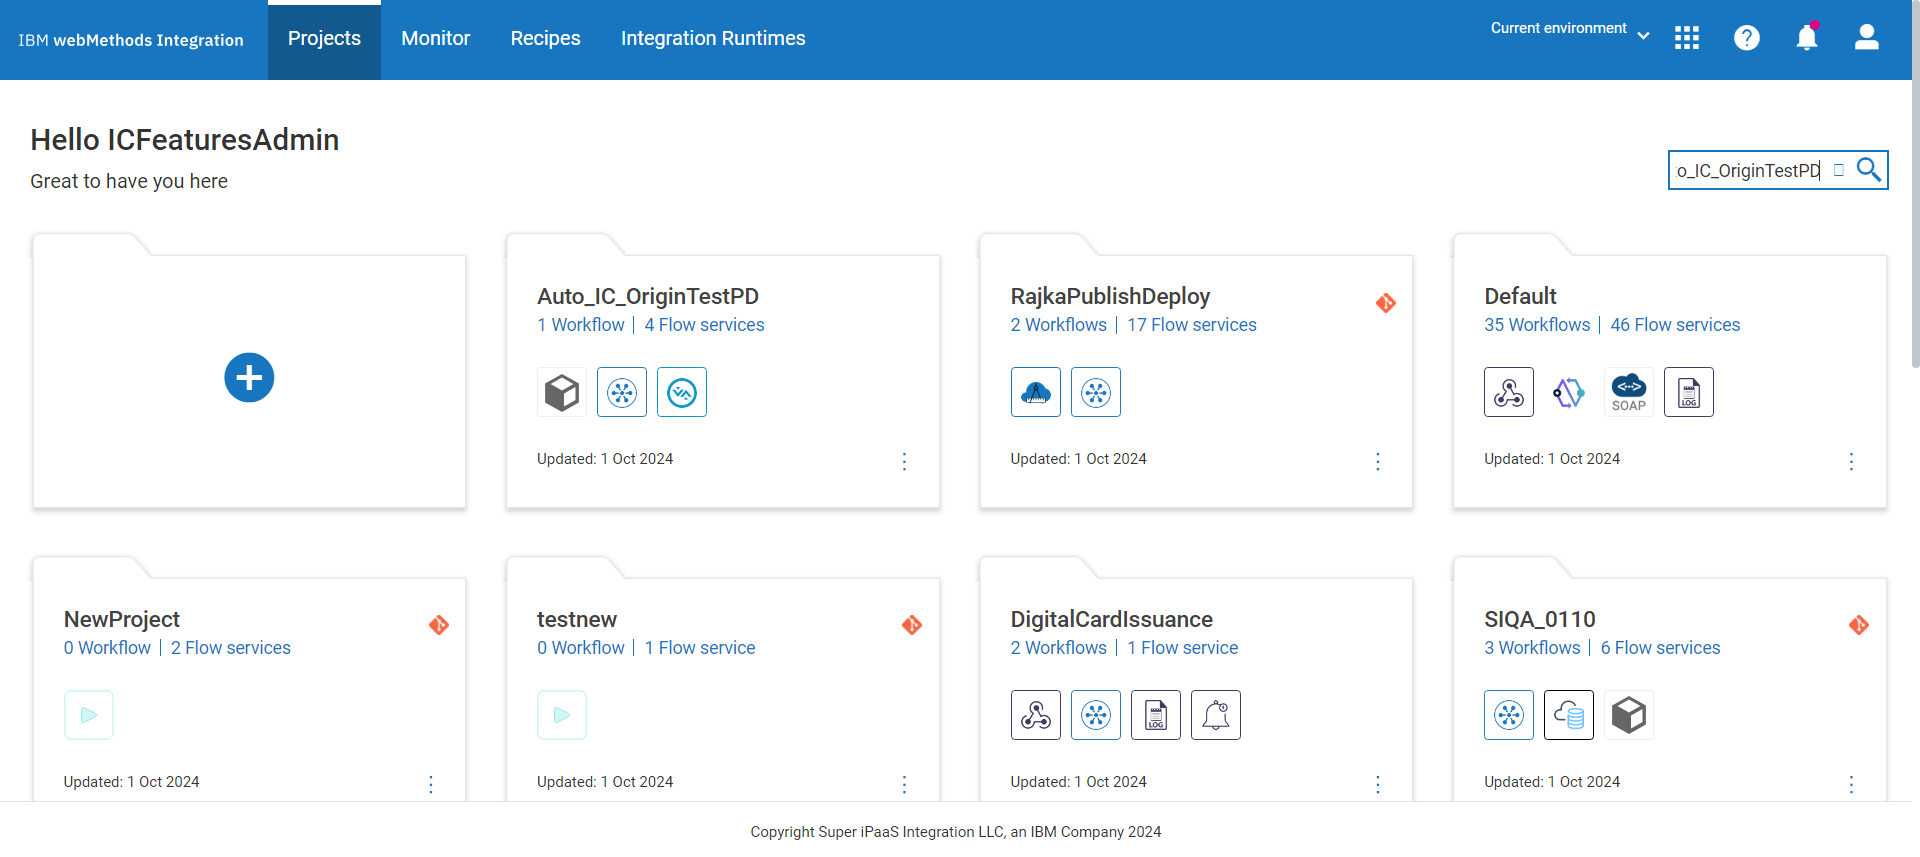 IBM webMethods Integration
Projects
Monitor
Recipes
Integration Runtimes
Current environment
Hello ICFeaturesAdmin
Great to have you here
o_IC_OriginTestPD
Auto_IC_OriginTestPD
1 Workflow | 4 Flow services
Updated: 1 Oct 2024
RajkaPublishDeploy
2 Workflows | 17 Flow services
Updated: 1 Oct 2024
Default
35 Workflows | 46 Flow services
SOAP
LOG
Updated: 1 Oct 2024
NewProject
0 Workflow | 2 Flow services
Updated: 1 Oct 2024
testnew
0 Workflow | 1 Flow service
Updated: 1 Oct 2024
DigitalCardIssuance
2 Workflows | 1 Flow service
LOG
Updated: 1 Oct 2024
SIQA_0110
3 Workflows | 6 Flow services
Updated: 1 Oct 2024
Copyright Super iPaaS Integration LLC, an IBM Company 2024